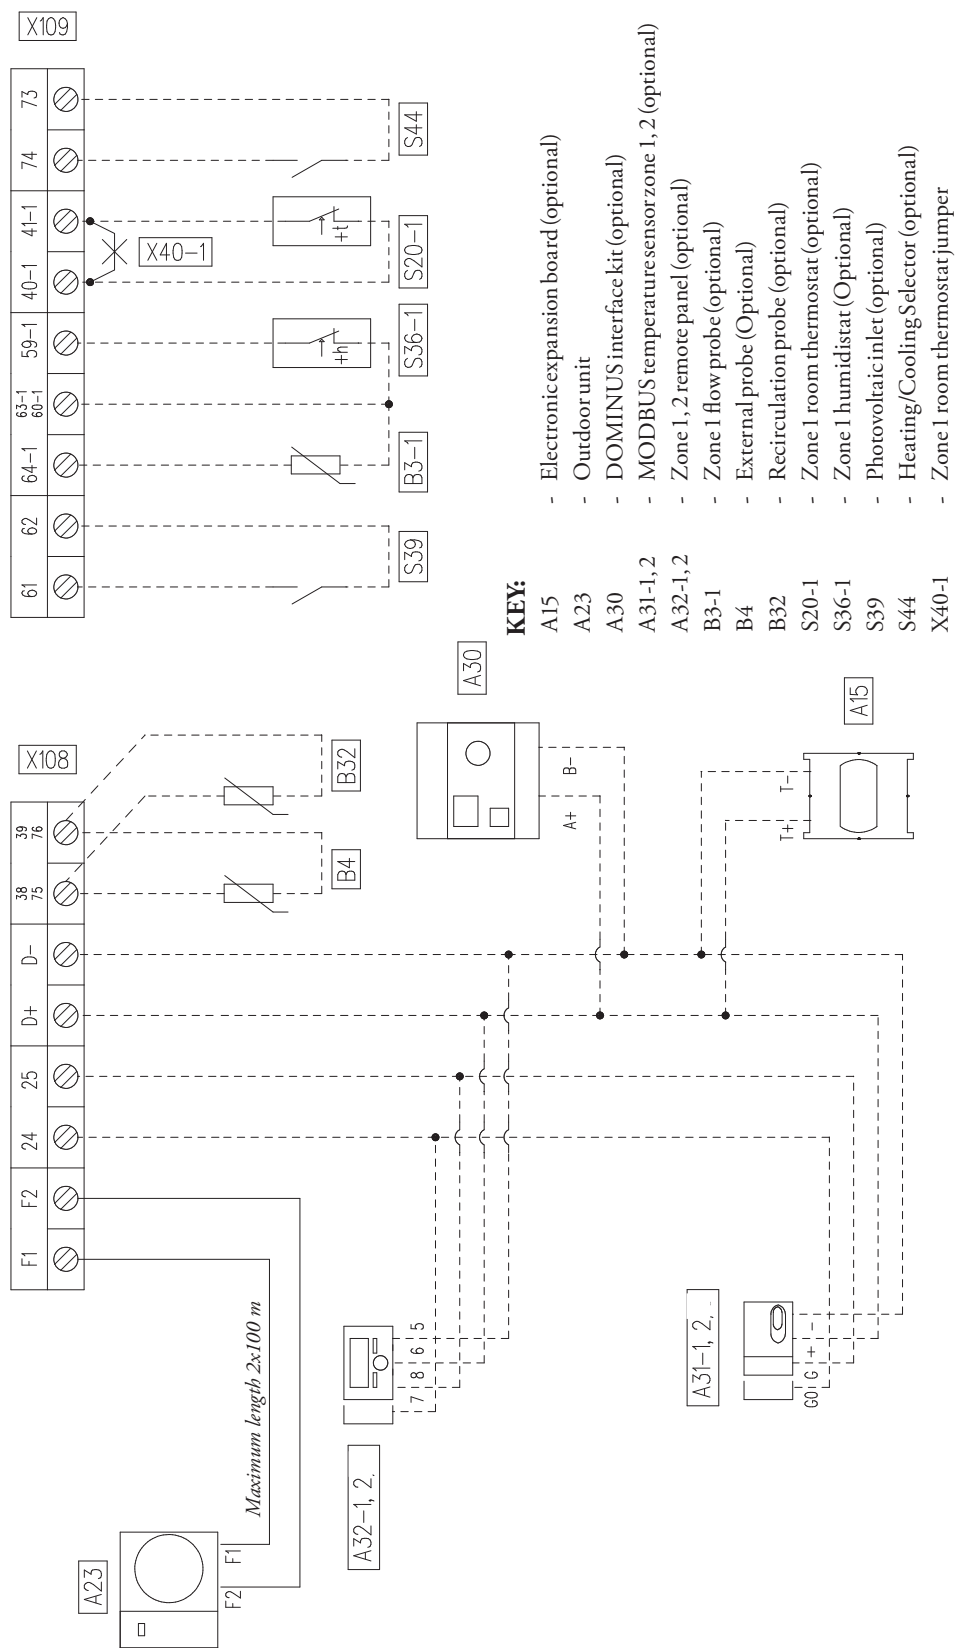 X108
F1 F2 24 25 D+ D- 38 39
75 76
X109
61 62 64-1 63-1 59-1 40-1 41-1 74 73
60-1
A23
F2 F1
Maximum length 2x100 m
B4
B32
S39
B3-1
S36-1
+h
S20-1
+t
X40-1
S44
A32-1, 2.
7 8 6 5
A30
A+ B-
A31-1, 2, .
GO G + -
A15
T+ T-
KEY:
A15 - Electronic expansion board (optional)
A23 - Outdoor unit
A30 - DOMINUS interface kit (optional)
A31-1, 2 - MODBUS temperature sensor zone 1, 2 (optional)
A32-1, 2 - Zone 1, 2 remote panel (optional)
B3-1 - Zone 1 flow probe (optional)
B4 - External probe (Optional)
B32 - Recirculation probe (optional)
S20-1 - Zone 1 room thermostat (optional)
S36-1 - Zone 1 humidistat (Optional)
S39 - Photovoltaic inlet (optional)
S44 - Heating/Cooling Selector (optional)
X40-1 - Zone 1 room thermostat jumper